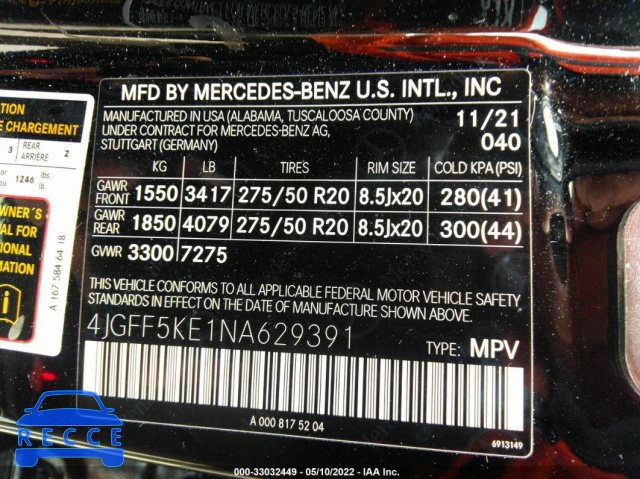 MFD BY MERCEDES-BENZ U.S. INTL., INC
MANUFACTURED IN USA (ALABAMA, TUSCALOOSA COUNTY)
UNDER CONTRACT FOR MERCEDES-BENZ AG,
STUTTGART (GERMANY)
11/21
040
KG LB TIRES RIM SIZE COLD KPA (PSI)
GAWR FRONT 1550 3417 275/50 R20 8.5Jx20 280(41)
GAWR REAR 1850 4079 275/50 R20 8.5Jx20 300(44)
GVWR 3300 7275
THIS VEHICLE CONFORMS TO ALL APPLICABLE FEDERAL MOTOR VEHICLE SAFETY
STANDARDS IN EFFECT ON THE DATE OF MANUFACTURE SHOWN ABOVE.
4JGFF5KE1NA629391
TYPE: MPV
A 000 817 52 04
6913149
CHARGEMENT
3 REAR ARRIÈRE 2
1246 lbs.
A 167 584 64 18
RECCE
000-33032449 - 05/10/2022 - IAA Inc.